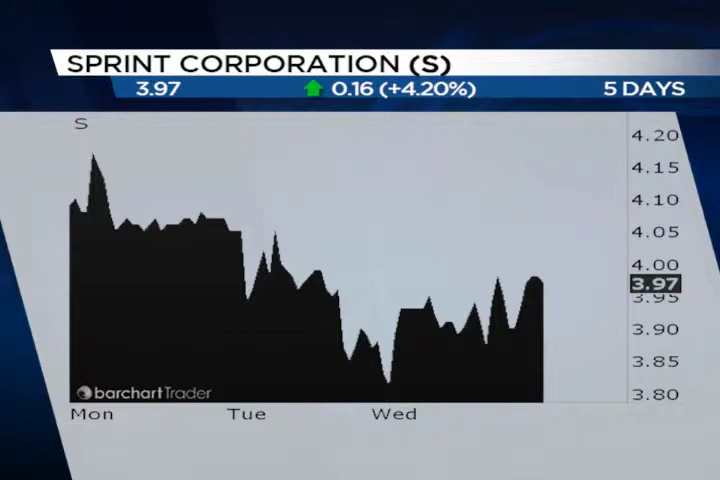 SPRINT CORPORATION (S)
3.97 0.16 (+4.20%) 5 DAYS
S
4.20
4.15
4.10
4.05
4.00
3.97
3.95
3.90
3.85
3.80
barchartTrader
Mon Tue Wed